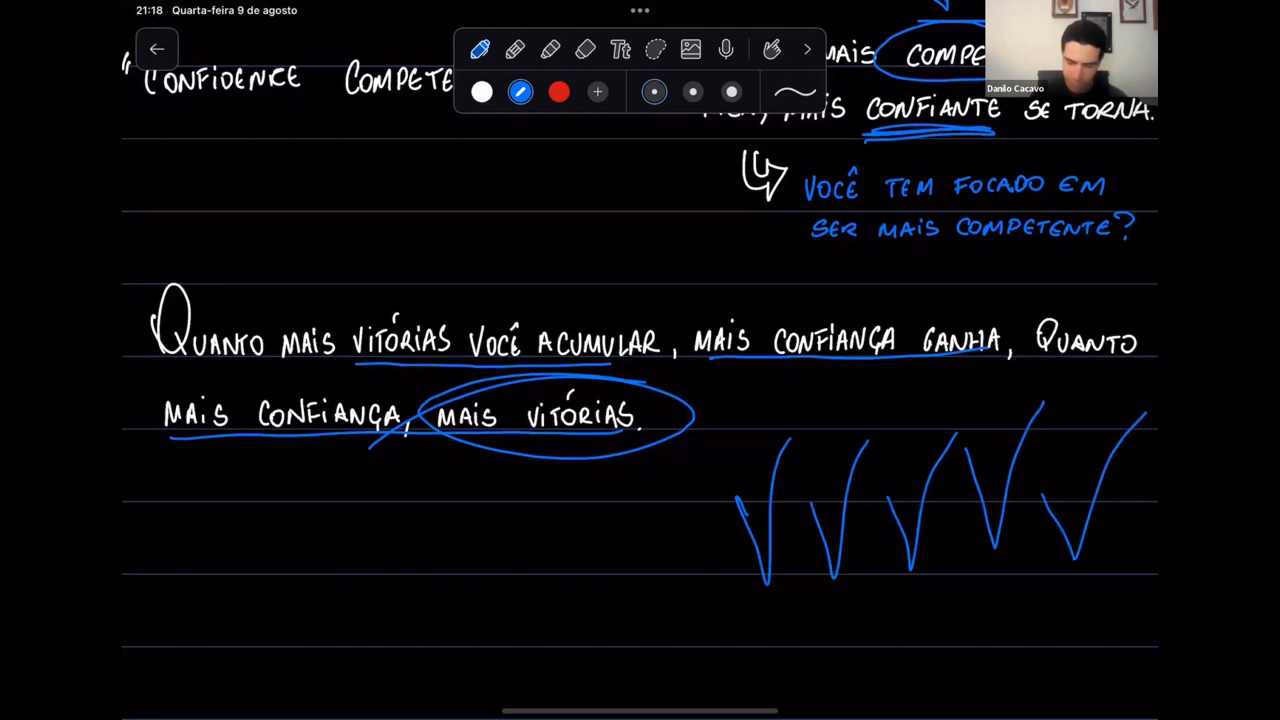 21:18 Quarta-feira 9 de agosto
MAIS COMPE
Danilo Cacavo
"CONFIDENCE COMPETE
MAIS CONFIANTE SE TORNA.
VOCÊ TEM FOCADO EM
SER MAIS COMPETENTE?
QUANTO MAIS VITÓRIAS VOCÊ ACUMULAR, MAIS CONFIANÇA GANHA, QUANTO
MAIS CONFIANÇA, MAIS VITÓRIAS.